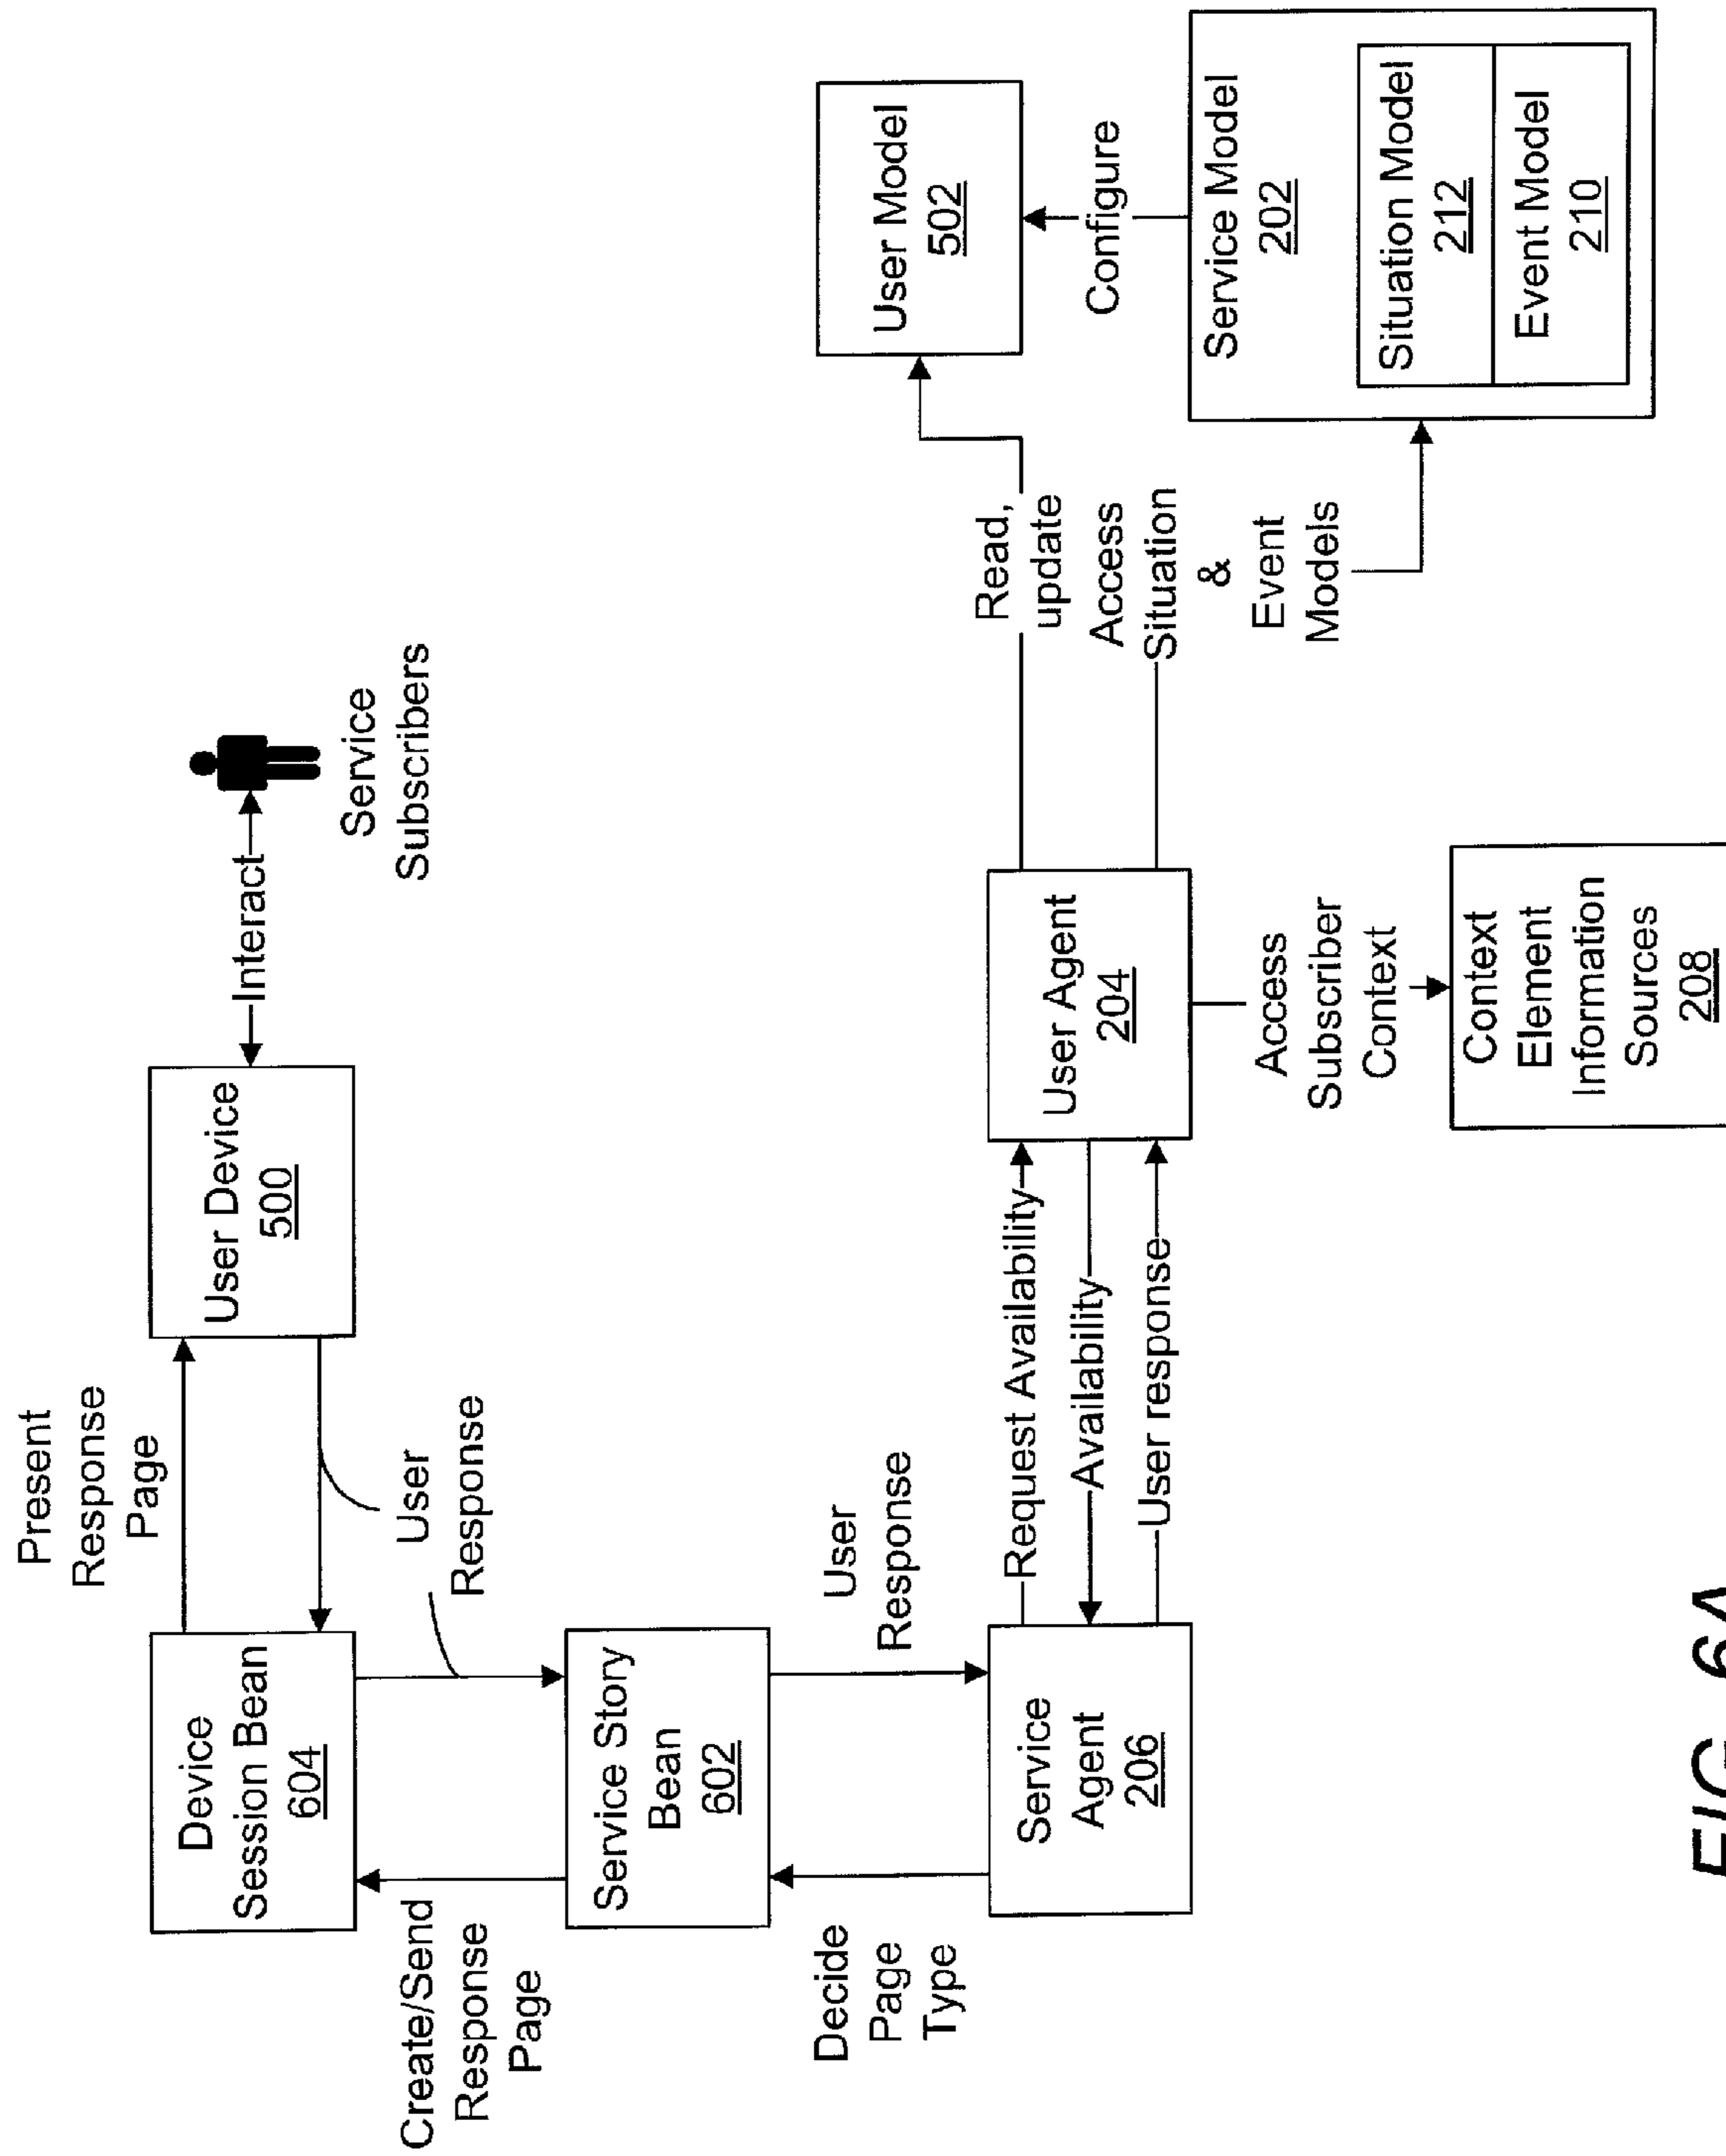 Present
Response
Page
Device
Session Bean
604
User Device
500
Interact
Service
Subscribers
User
Response
Create/Send
Response
Page
Service Story
Bean
602
User
Response
Decide
Page
Type
Service
Agent
206
Request Availability
Availability
User response
User Agent
204
Read,
update
Access
Situation
&
Event
Models
User Model
502
Configure
Service Model
202
Situation Model
212
Event Model
210
Access
Subscriber
Context
Context
Element
Information
Sources
208
FIG. 6A